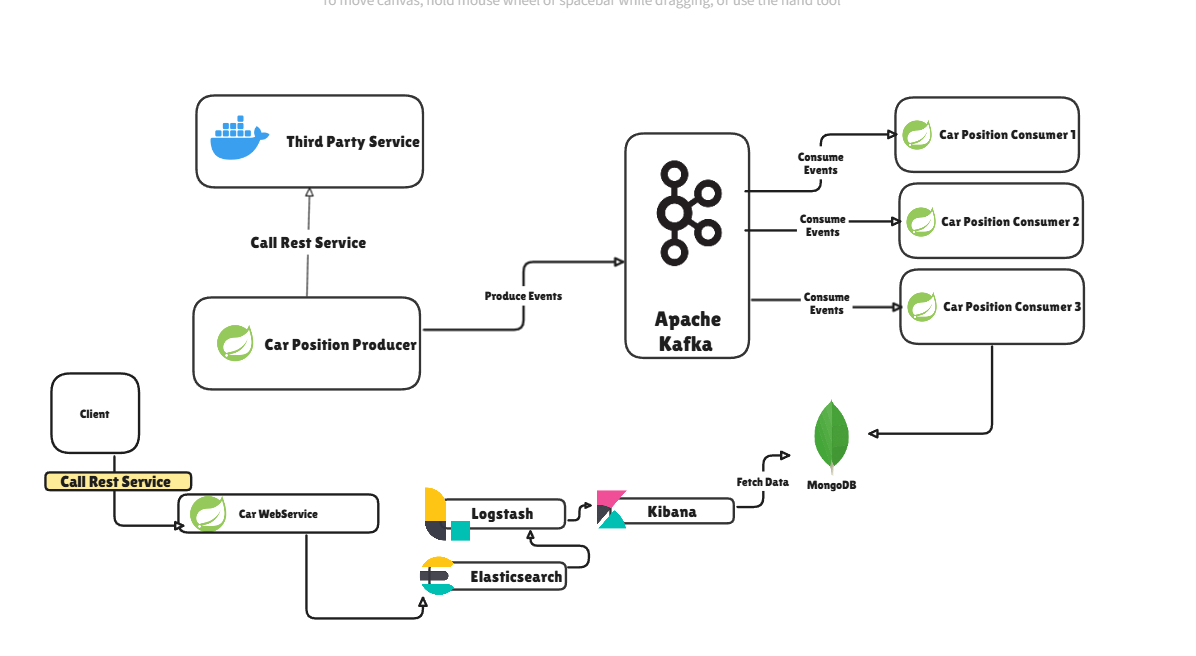 To move canvas, hold mouse wheel or spacebar while dragging, or use the hand tool
Third Party Service
Call Rest Service
Car Position Producer
Produce Events
Apache
Kafka
Consume
Events
Car Position Consumer 1
Consume
Events
Car Position Consumer 2
Consume
Events
Car Position Consumer 3
Client
Call Rest Service
Car WebService
Logstash
Elasticsearch
Kibana
Fetch Data
MongoDB